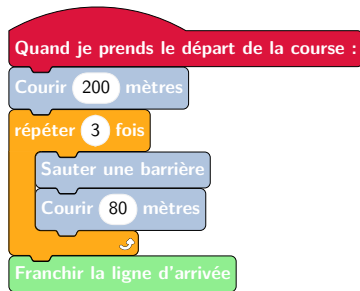 Quand je prends le départ de la course :
Courir 200 mètres
répéter 3 fois
Sauter une barrière
Courir 80 mètres
Franchir la ligne d'arrivée